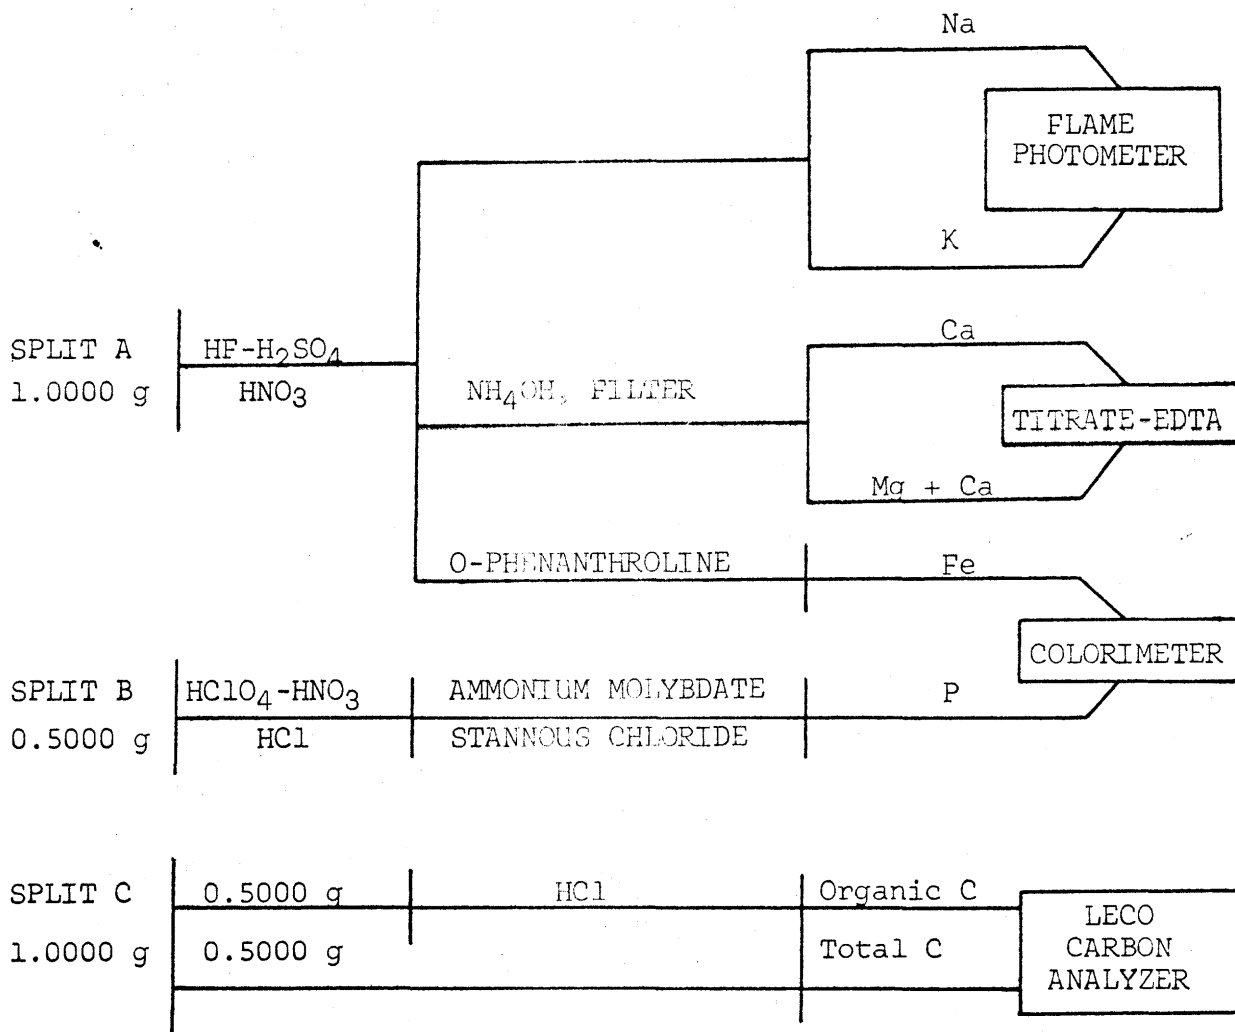 Na
FLAME
PHOTOMETER
K
SPLIT A
1.0000 g
HF-H₂SO₄
HNO₃
NH₄OH, FILTER
Ca
TITRATE-EDTA
Mg + Ca
O-PHENANTHROLINE
Fe
COLORIMETER
SPLIT B
0.5000 g
HClO₄-HNO₃
HCl
AMMONIUM MOLYBDATE
STANNOUS CHLORIDE
P
SPLIT C
1.0000 g
0.5000 g
HCl
Organic C
0.5000 g
Total C
LECO
CARBON
ANALYZER